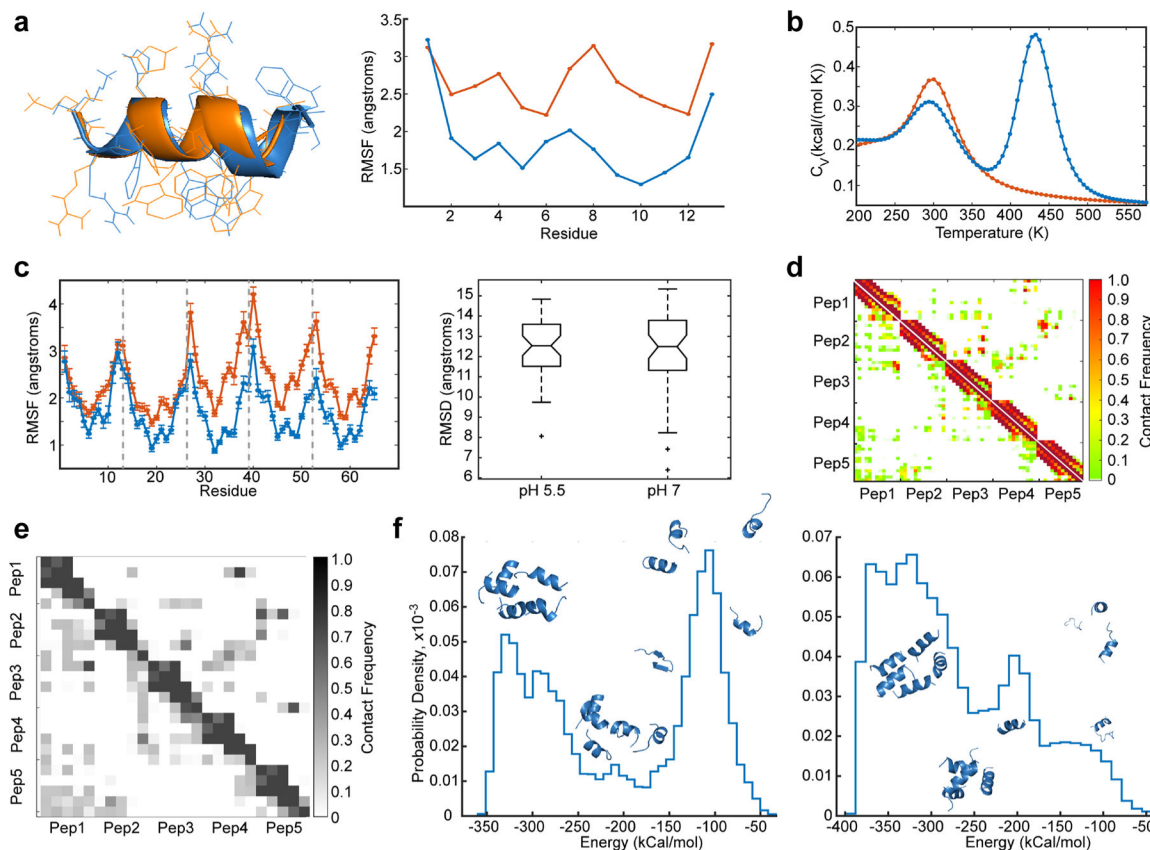 a
RMSF (angstroms)
3.5
3
2.5
2
1.5
2 4 6 8 10 12
Residue
b
Cv(kcal/(mol K))
0.5
0.4
0.3
0.2
0.1
200 250 300 350 400 450 500 550
Temperature (K)
c
RMSF (angstroms)
4
3
2
1
10 20 30 40 50 60
Residue
RMSD (angstroms)
15
14
13
12
11
10
9
8
7
6
pH 5.5 pH 7
d
Pep1
Pep2
Pep3
Pep4
Pep5
Pep1 Pep2 Pep3 Pep4 Pep5
1.0
0.9
0.8
0.7
0.6
0.5
0.4
0.3
0.2
0.1
0
Contact Frequency
e
Pep1
Pep2
Pep3
Pep4
Pep5
Pep1 Pep2 Pep3 Pep4 Pep5
1.0
0.9
0.8
0.7
0.6
0.5
0.4
0.3
0.2
0.1
0
Contact Frequency
f
Probability Density, x10-3
0.08
0.07
0.06
0.05
0.04
0.03
0.02
0.01
0
-350 -300 -250 -200 -150 -100 -50
Energy (kCal/mol)
0.07
0.06
0.05
0.04
0.03
0.02
0.01
0
-400 -350 -300 -250 -200 -150 -100 -50
Energy (kCal/mol)